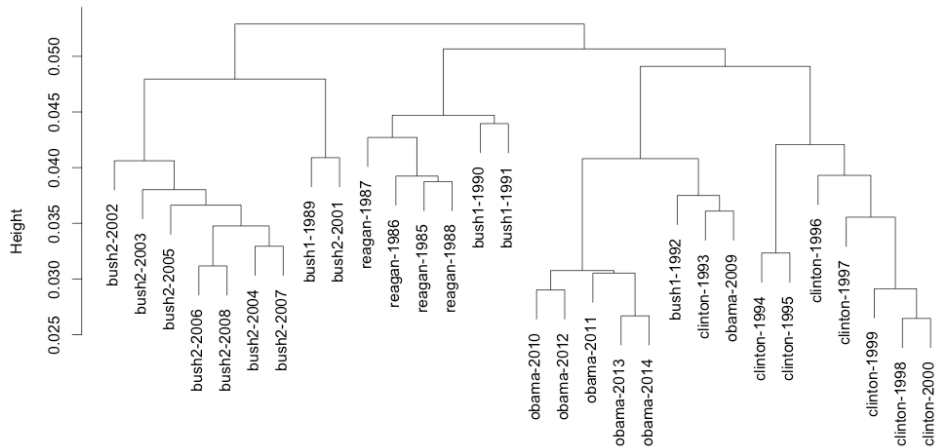 Height
0.050
0.045
0.040
0.035
0.030
0.025
bush2-2002
bush2-2003
bush2-2005
bush2-2006
bush2-2008
bush2-2004
bush2-2007
bush1-1989
bush2-2001
reagan-1987
reagan-1986
reagan-1985
reagan-1988
bush1-1990
bush1-1991
obama-2010
obama-2012
obama-2011
obama-2013
obama-2014
bush1-1992
clinton-1993
obama-2009
clinton-1994
clinton-1995
clinton-1996
clinton-1997
clinton-1999
clinton-1998
clinton-2000